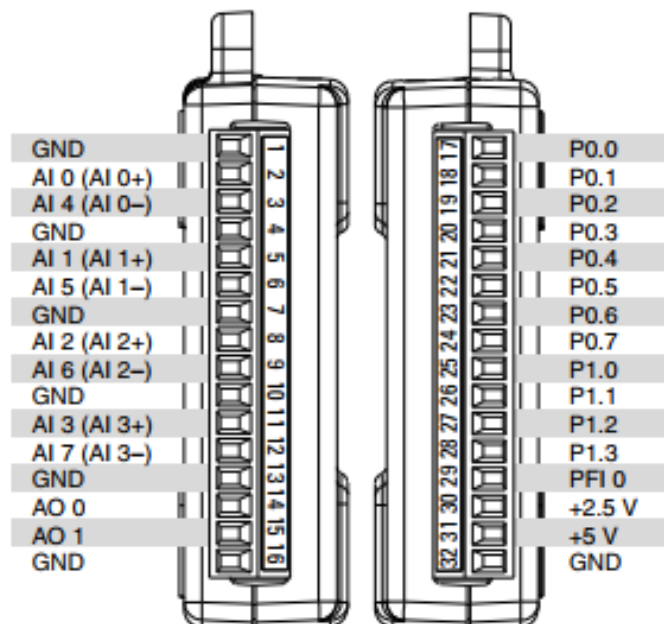 GND 1
AI 0 (AI 0+) 2
AI 4 (AI 0–) 3
GND 4
AI 1 (AI 1+) 5
AI 5 (AI 1–) 6
GND 7
AI 2 (AI 2+) 8
AI 6 (AI 2–) 9
GND 10
AI 3 (AI 3+) 11
AI 7 (AI 3–) 12
GND 13
AO 0 14
AO 1 15
GND 16
17 P0.0
18 P0.1
19 P0.2
20 P0.3
21 P0.4
22 P0.5
23 P0.6
24 P0.7
25 P1.0
26 P1.1
27 P1.2
28 P1.3
29 PFI 0
30 +2.5 V
31 +5 V
32 GND